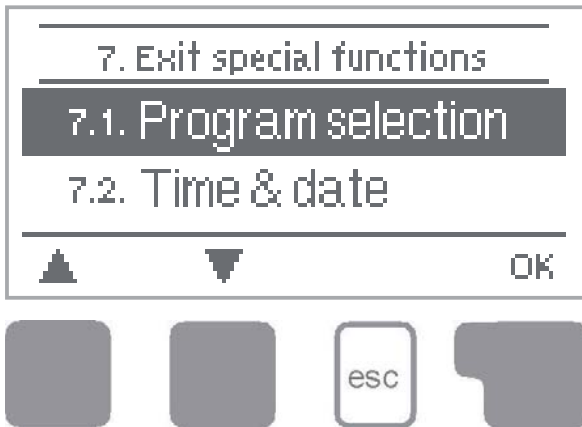 7. Exit special functions
7.1. Program selection
7.2. Time & date
OK
esc